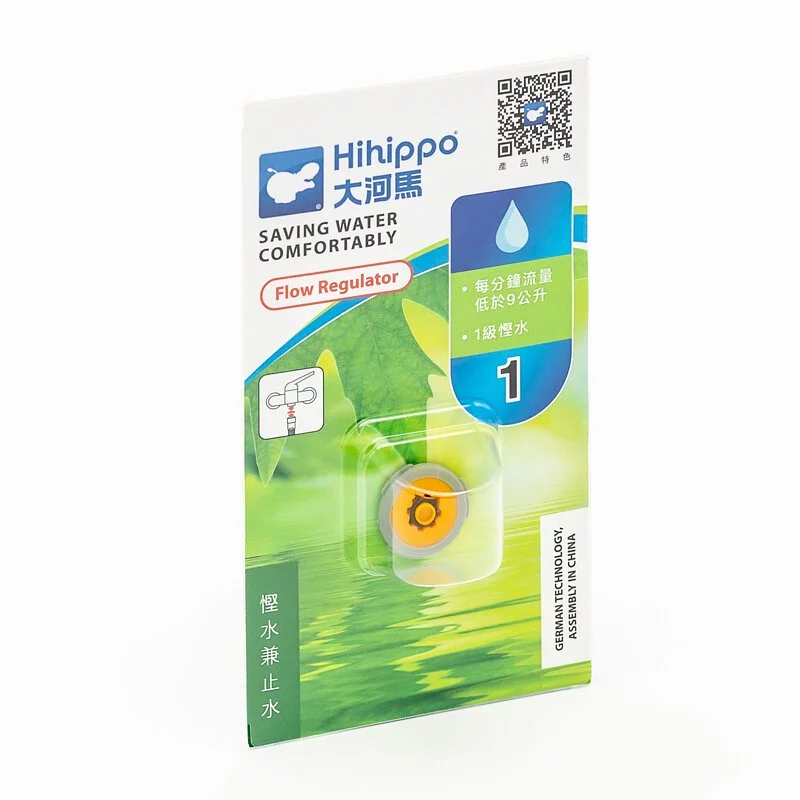 Hihippo®
大河馬
產品特色
SAVING WATER
COMFORTABLY
Flow Regulator
• 每分鐘流量
低於9公升
• 1級慳水
1
GERMAN TECHNOLOGY,
ASSEMBLY IN CHINA
慳水兼止水